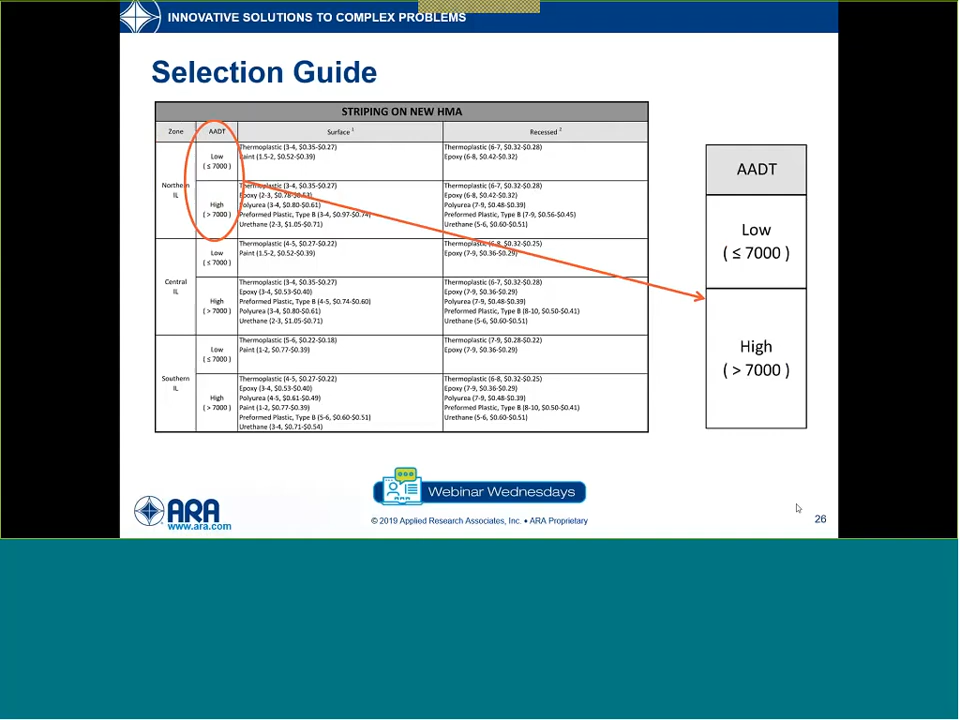 INNOVATIVE SOLUTIONS TO COMPLEX PROBLEMS
Selection Guide
STRIPING ON NEW HMA
Zone AADT Surface 1 Recessed 2
Northern IL
Low
( ≤ 7000 )
Thermoplastic (3-4, $0.35-$0.27)
Paint (1.5-2, $0.52-$0.39)
Thermoplastic (6-7, $0.32-$0.28)
Epoxy (6-8, $0.42-$0.32)
High
( > 7000 )
Thermoplastic (3-4, $0.35-$0.27)
Epoxy (2-3, $0.78-$0.53)
Polyurea (3-4, $0.80-$0.61)
Preformed Plastic, Type B (3-4, $0.97-$0.74)
Urethane (2-3, $1.05-$0.71)
Thermoplastic (6-7, $0.32-$0.28)
Epoxy (6-8, $0.42-$0.32)
Polyurea (7-9, $0.48-$0.39)
Preformed Plastic, Type B (7-9, $0.56-$0.45)
Urethane (5-6, $0.60-$0.51)
Central
IL
Low
( ≤ 7000 )
Thermoplastic (4-5, $0.27-$0.22)
Paint (1.5-2, $0.52-$0.39)
Thermoplastic (6-8, $0.32-$0.25)
Epoxy (7-9, $0.36-$0.29)
High
( > 7000 )
Thermoplastic (3-4, $0.35-$0.27)
Epoxy (3-4, $0.53-$0.40)
Preformed Plastic, Type B (4-5, $0.74-$0.60)
Polyurea (3-4, $0.80-$0.61)
Urethane (2-3, $1.05-$0.71)
Thermoplastic (6-7, $0.32-$0.28)
Epoxy (7-9, $0.36-$0.29)
Polyurea (7-9, $0.48-$0.39)
Preformed Plastic, Type B (8-10, $0.50-$0.41)
Urethane (5-6, $0.60-$0.51)
Southern
IL
Low
( ≤ 7000 )
Thermoplastic (5-6, $0.22-$0.18)
Paint (1-2, $0.77-$0.39)
Thermoplastic (7-9, $0.28-$0.22)
Epoxy (7-9, $0.36-$0.29)
High
( > 7000 )
Thermoplastic (4-5, $0.27-$0.22)
Epoxy (3-4, $0.53-$0.40)
Polyurea (4-5, $0.61-$0.49)
Paint (1-2, $0.77-$0.39)
Preformed Plastic, Type B (5-6, $0.60-$0.51)
Urethane (3-4, $0.71-$0.54)
Thermoplastic (6-8, $0.32-$0.25)
Epoxy (7-9, $0.36-$0.29)
Polyurea (7-9, $0.48-$0.39)
Preformed Plastic, Type B (8-10, $0.50-$0.41)
Urethane (5-6, $0.60-$0.51)
AADT
Low
( ≤ 7000 )
High
( > 7000 )
Webinar Wednesdays
ARA
www.ara.com
© 2019 Applied Research Associates, Inc. • ARA Proprietary
26